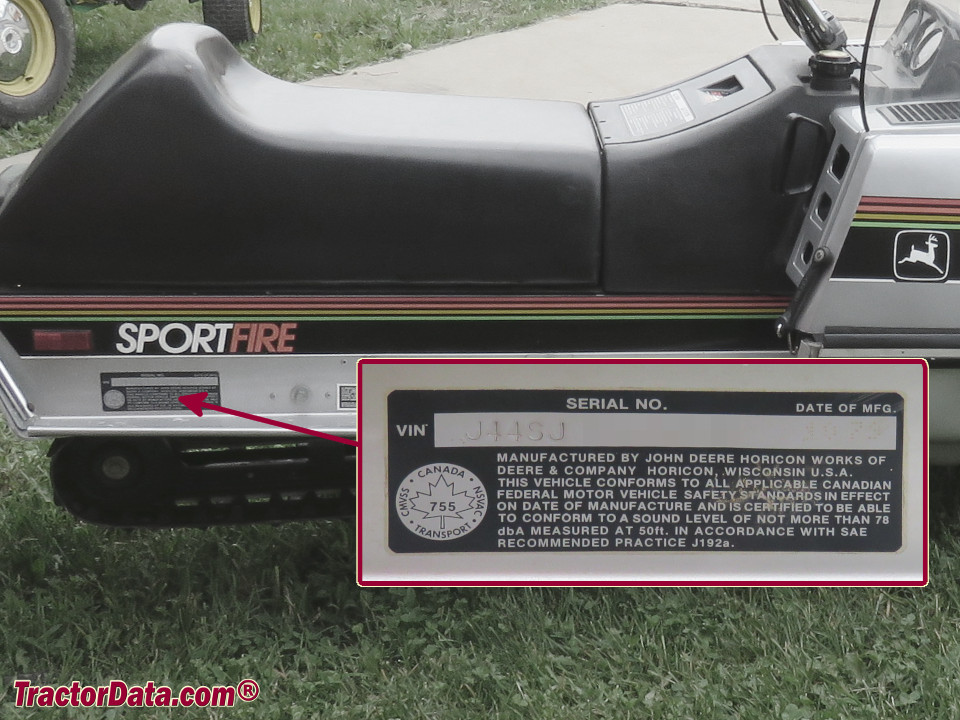 SPORTFIRE
SERIAL NO.
DATE OF MFG.
VIN J44SJ
MANUFACTURED BY JOHN DEERE HORICON WORKS OF
DEERE & COMPANY HORICON, WISCONSIN U.S.A.
THIS VEHICLE CONFORMS TO ALL APPLICABLE CANADIAN
FEDERAL MOTOR VEHICLE SAFETY STANDARDS IN EFFECT
ON DATE OF MANUFACTURE AND IS CERTIFIED TO BE ABLE
TO CONFORM TO A SOUND LEVEL OF NOT MORE THAN 78
dbA MEASURED AT 50ft. IN ACCORDANCE WITH SAE
RECOMMENDED PRACTICE J192a.
CANADA
CMVSS
755
NSVAC
TRANSPORT
TractorData.com®